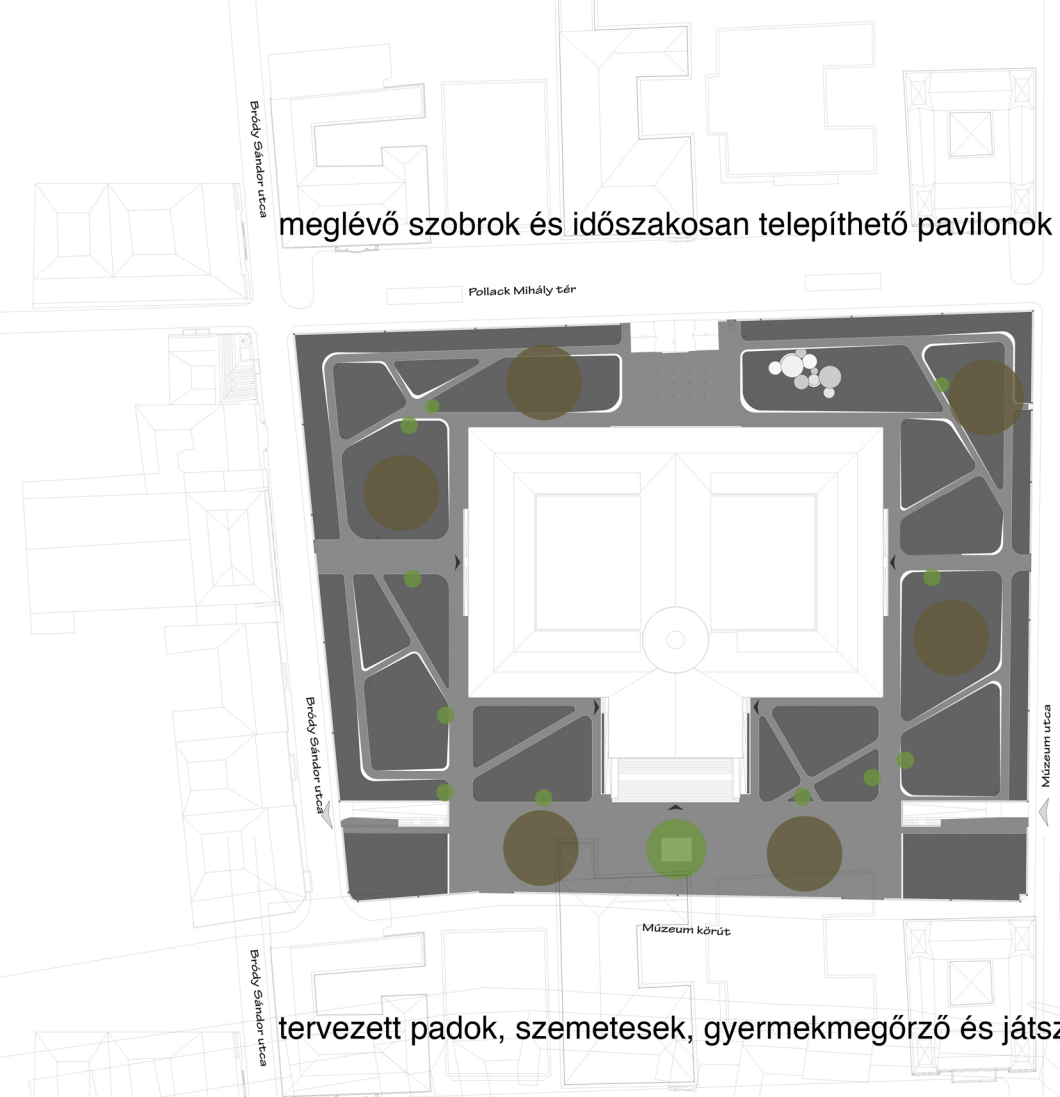 Bródy Sándor utca
meglévő szobrok és időszakosan telepíthető pavilonok
Pollack Mihály tér
Bródy Sándor utca
Múzeum utca
Múzeum körút
Bródy Sándor utca
tervezett padok, szemetesek, gyermekmegőrző és játsz